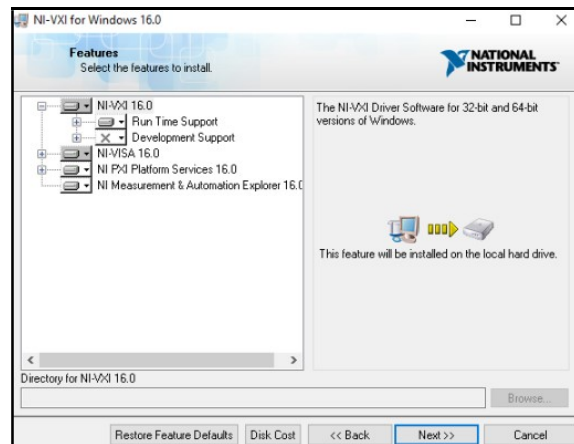 NI-VXI for Windows 16.0
Features
Select the features to install.
NATIONAL
INSTRUMENTS
NI-VXI 16.0
Run Time Support
Development Support
NI-VISA 16.0
NI PXI Platform Services 16.0
NI Measurement & Automation Explorer 16.0
The NI-VXI Driver Software for 32-bit and 64-bit
versions of Windows.
This feature will be installed on the local hard drive.
Directory for NI-VXI 16.0
Browse...
Restore Feature Defaults
Disk Cost
<< Back
Next >>
Cancel